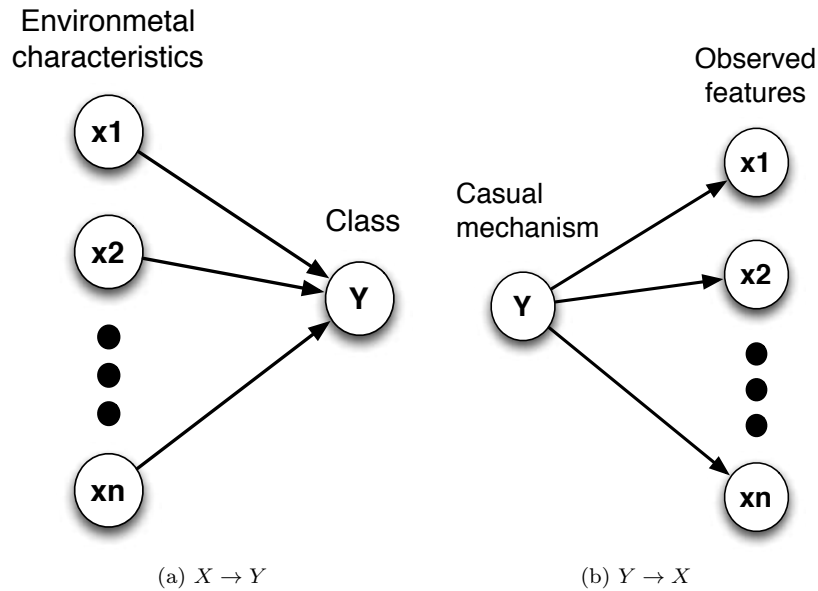 Environmetal
characteristics
x1
x2
xn
Class
Y
(a) X → Y
Casual
mechanism
Y
Observed
features
x1
x2
xn
(b) Y → X